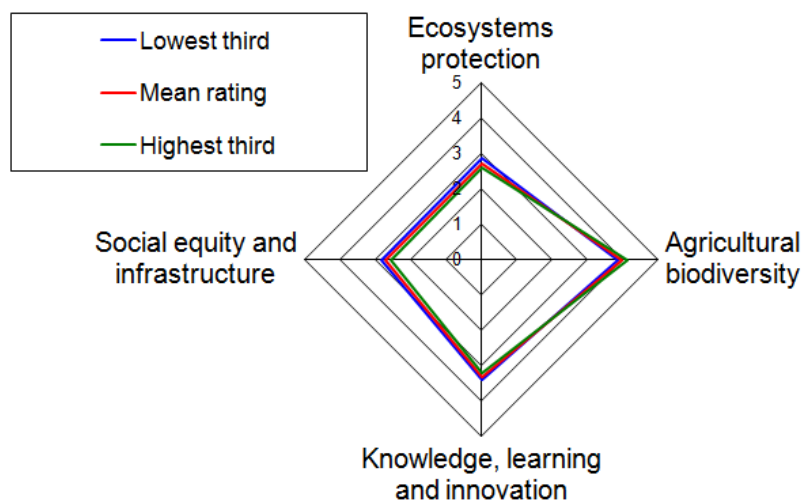 Lowest third
Mean rating
Highest third
Ecosystems
protection
5
4
3
2
1
0
Social equity and
infrastructure
Agricultural
biodiversity
Knowledge, learning
and innovation